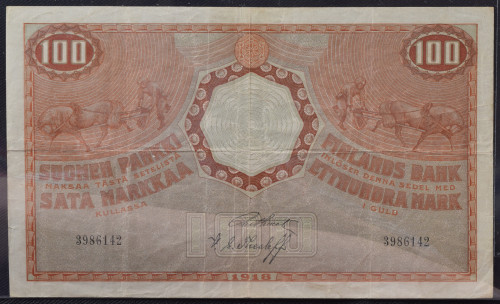 100
100
SUOMEN PANKKI
MAKSAA TÄSTÄ SETELISTÄ
SATA MARKKAA
KULLASSA
FINLANDS BANK
INLÖSER DENNA SEDEL MED
ETTHUNDRA MARK
I GULD
3986142
3986142
100
1918